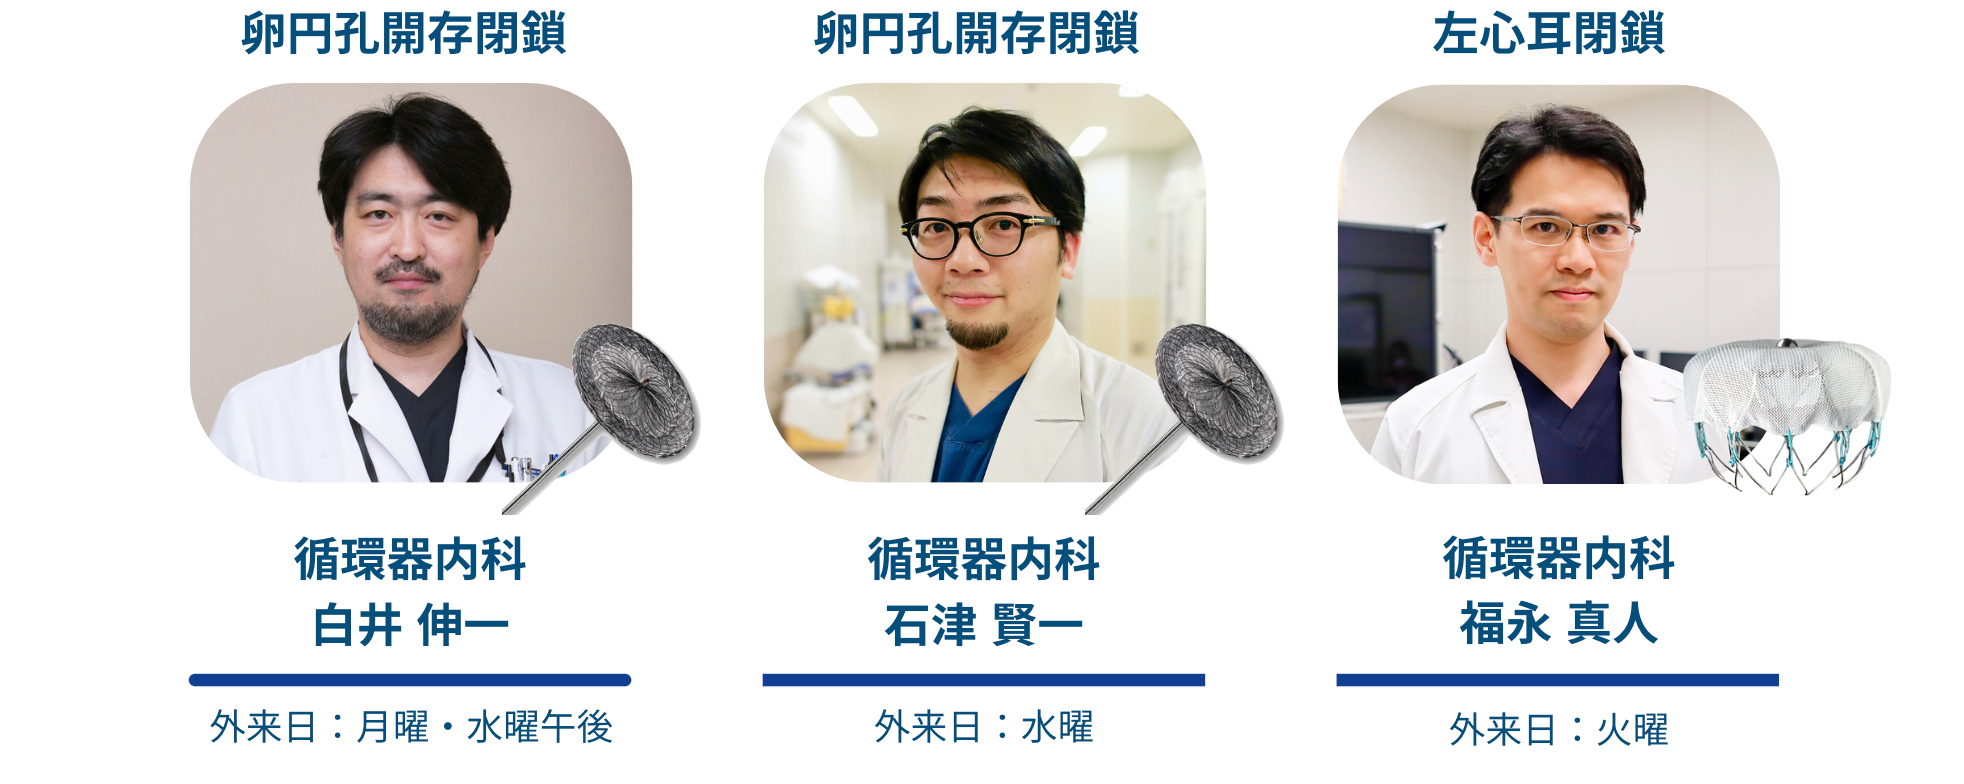 卵円孔開存閉鎖
循環器内科
白井 伸一
外来日：月曜・水曜午後
卵円孔開存閉鎖
循環器内科
石津 賢一
外来日：水曜
左心耳閉鎖
循環器内科
福永 真人
外来日：火曜